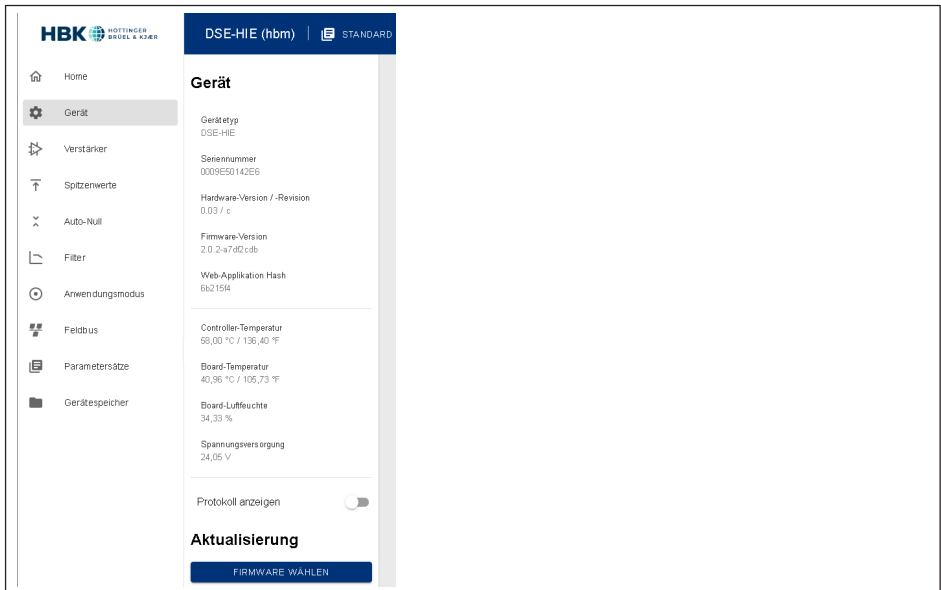 HBK HOTTINGER
BRÜEL & KJÆR
DSE-HIE (hbm)
STANDARD
Home
Gerät
Verstärker
Spitzenwerte
Auto-Null
Filter
Anwendungsmodus
Feldbus
Parametersätze
Gerätespeicher
Gerät
Gerätetyp
DSE-HIE
Seriennummer
0009E50142E6
Hardware-Version / -Revision
0.03 / c
Firmware-Version
2.0.2-a7df2cdb
Web-Applikation Hash
6b215f4
Controller-Temperatur
58,00 °C / 136,40 °F
Board-Temperatur
40,96 °C / 105,73 °F
Board-Luftfeuchte
34,33 %
Spannungsversorgung
24,05 V
Protokoll anzeigen
Aktualisierung
FIRMWARE WÄHLEN